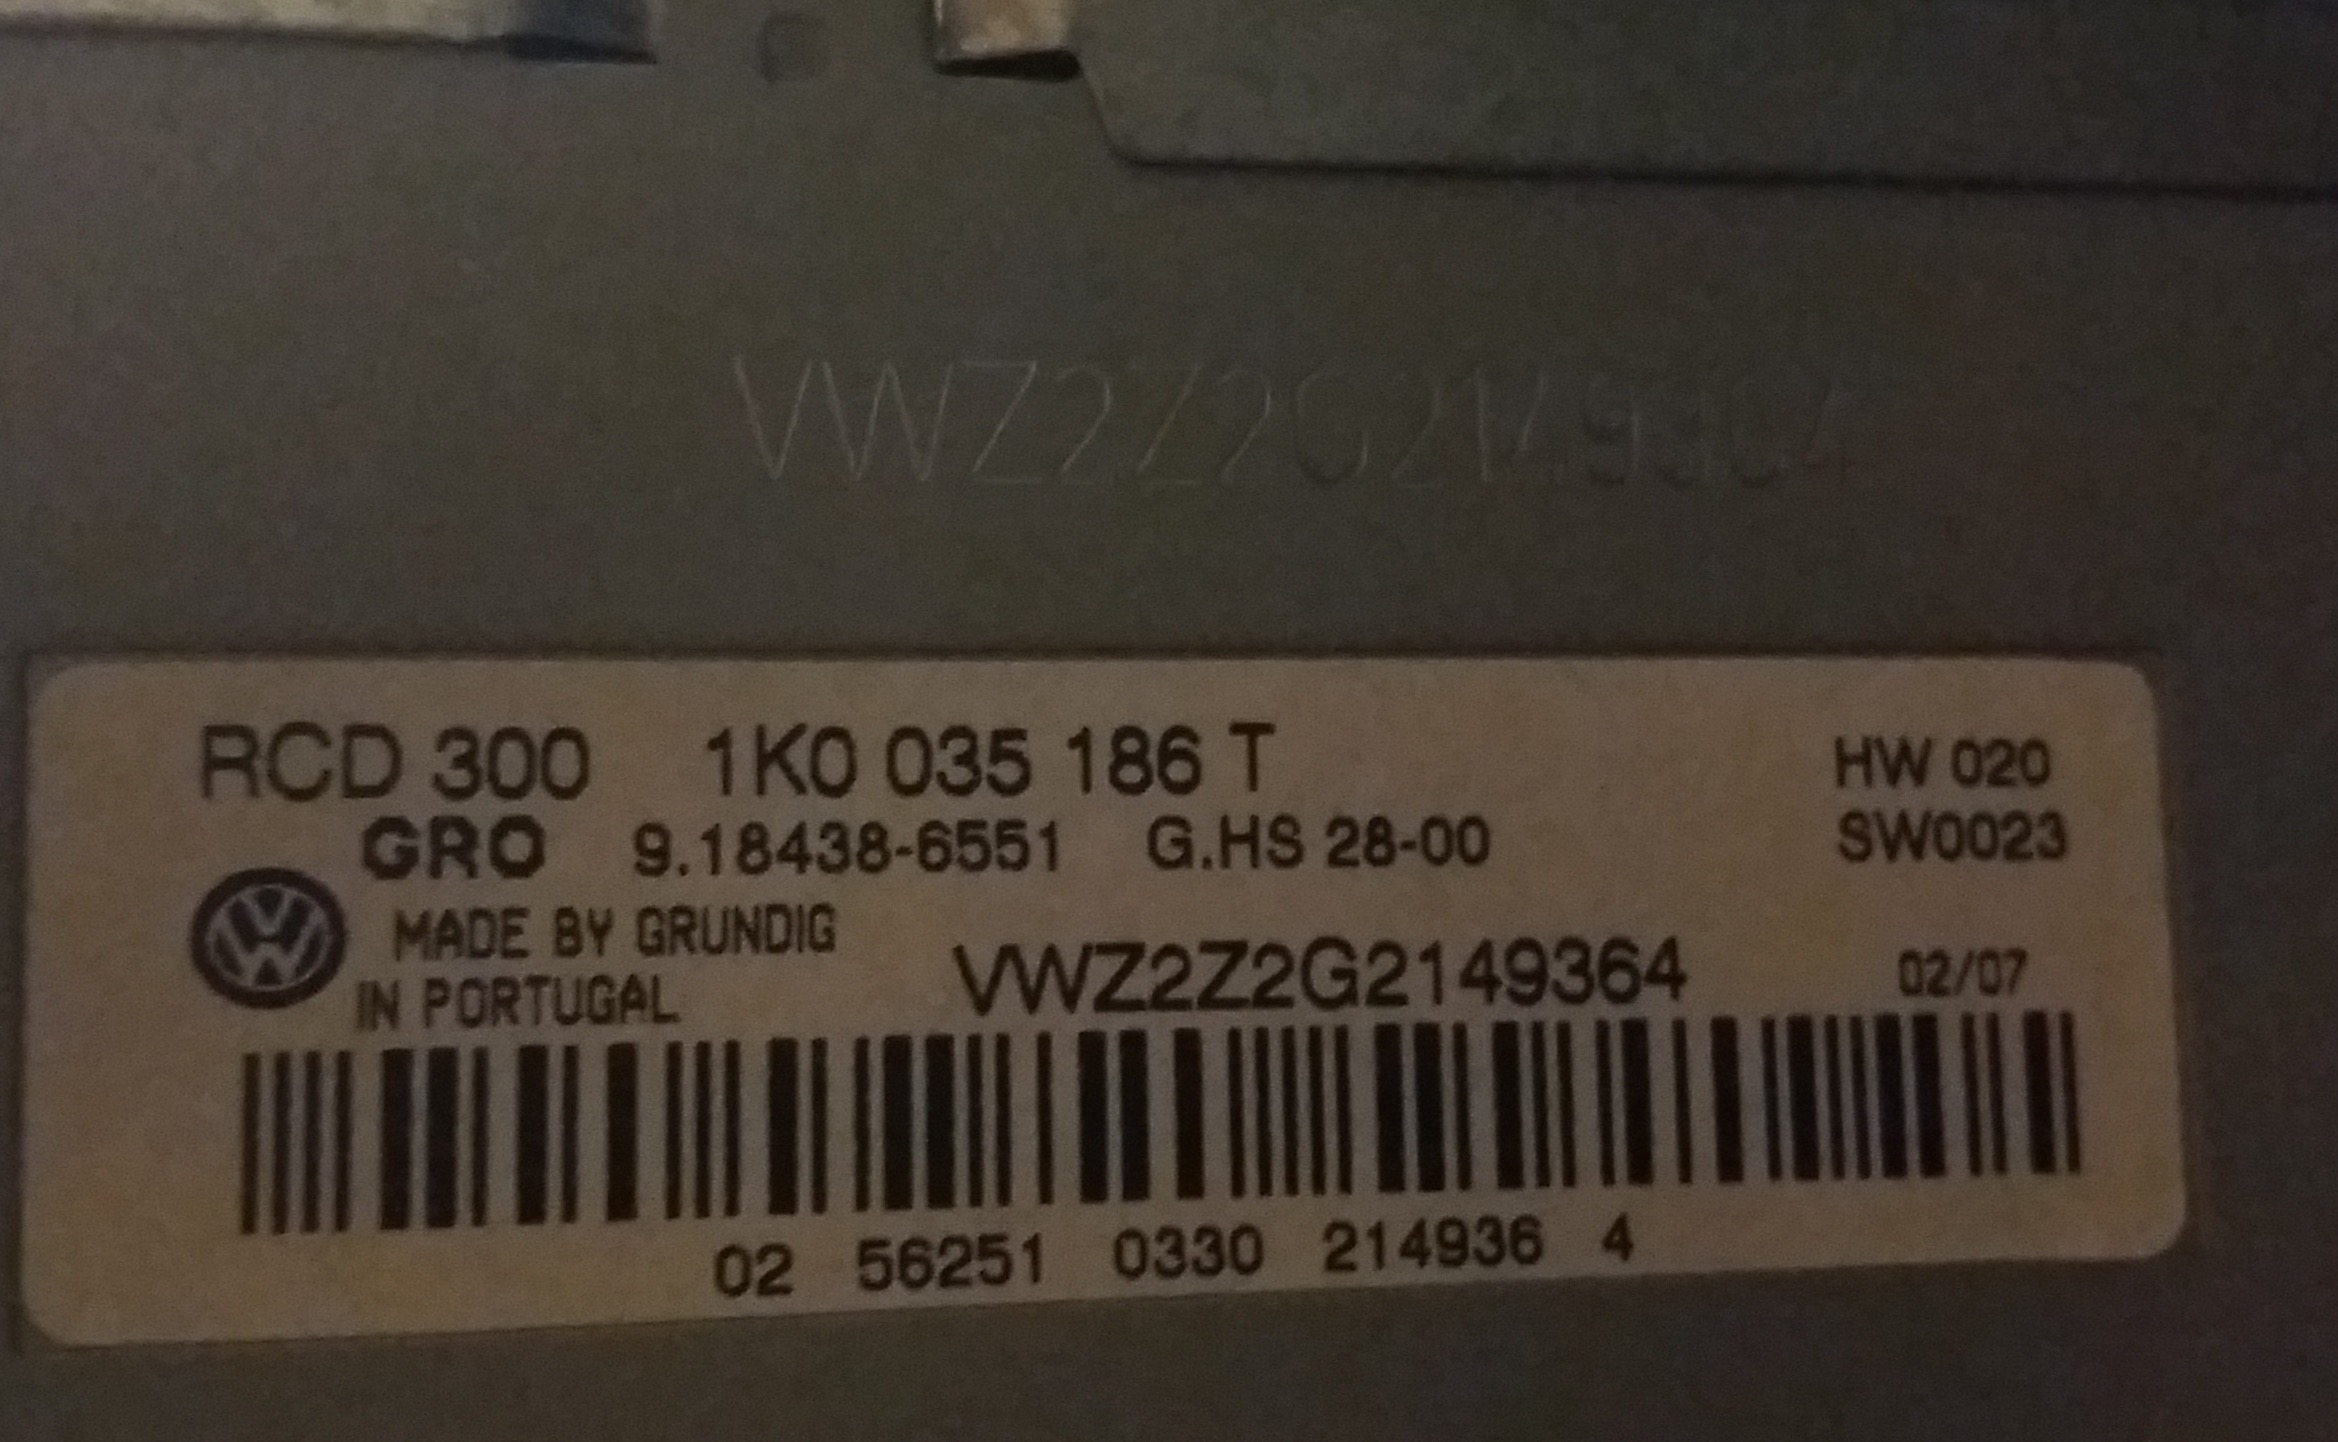 VWZ2Z2G2149364
RCD 300 1K0 035 186 T HW 020
GRO 9.18438-6551 G.HS 28-00 SW0023
MADE BY GRUNDIG
IN PORTUGAL VWZ2Z2G2149364 02/07
02 56251 0330 214936 4